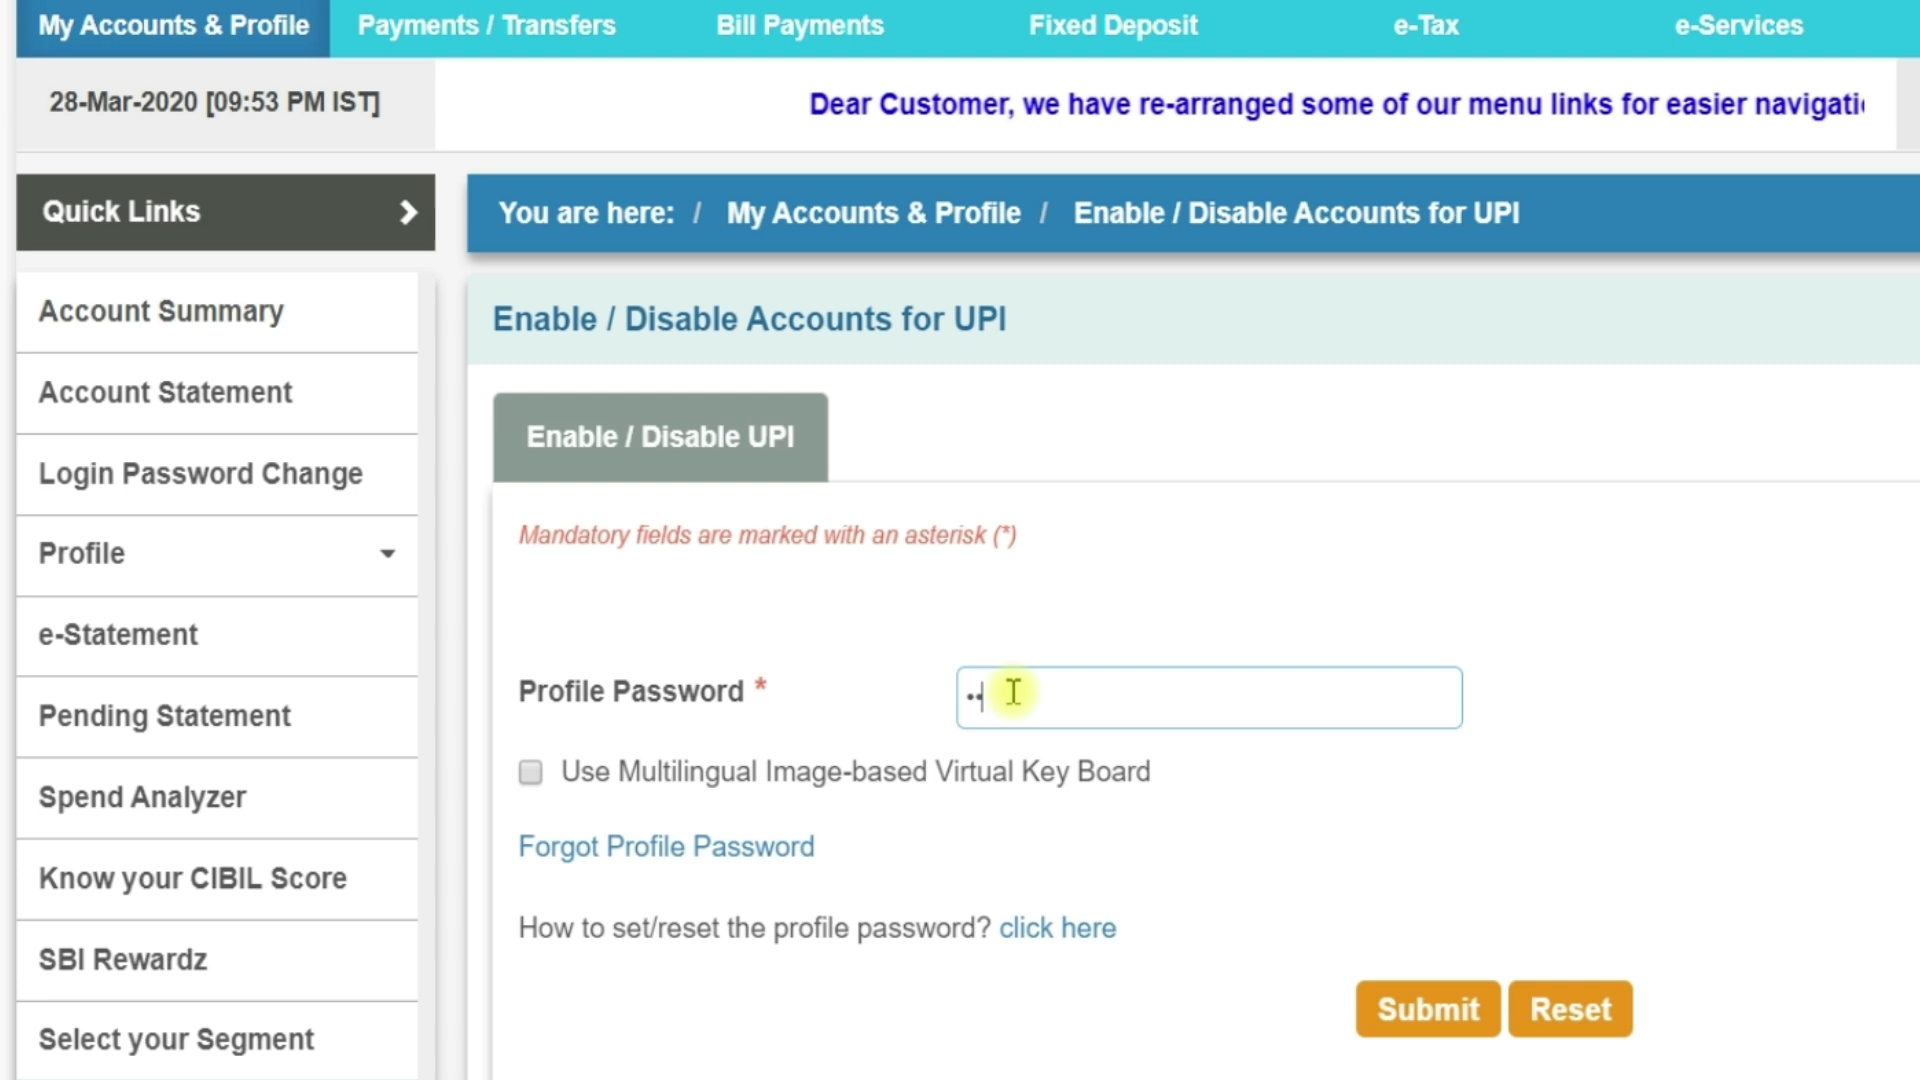 My Accounts & Profile Payments / Transfers Bill Payments Fixed Deposit e-Tax e-Services
28-Mar-2020 [09:53 PM IST]
Dear Customer, we have re-arranged some of our menu links for easier
Quick Links
You are here: / My Accounts & Profile / Enable / Disable Accounts for UPI
Account Summary
Account Statement
Login Password Change
Profile
e-Statement
Pending Statement
Spend Analyzer
Know your CIBIL Score
SBI Rewardz
Select your Segment
Enable / Disable Accounts for UPI
Enable / Disable UPI
Mandatory fields are marked with an asterisk (*)
Profile Password *
Use Multilingual Image-based Virtual Key Board
Forgot Profile Password
How to set/reset the profile password? click here
Submit Reset